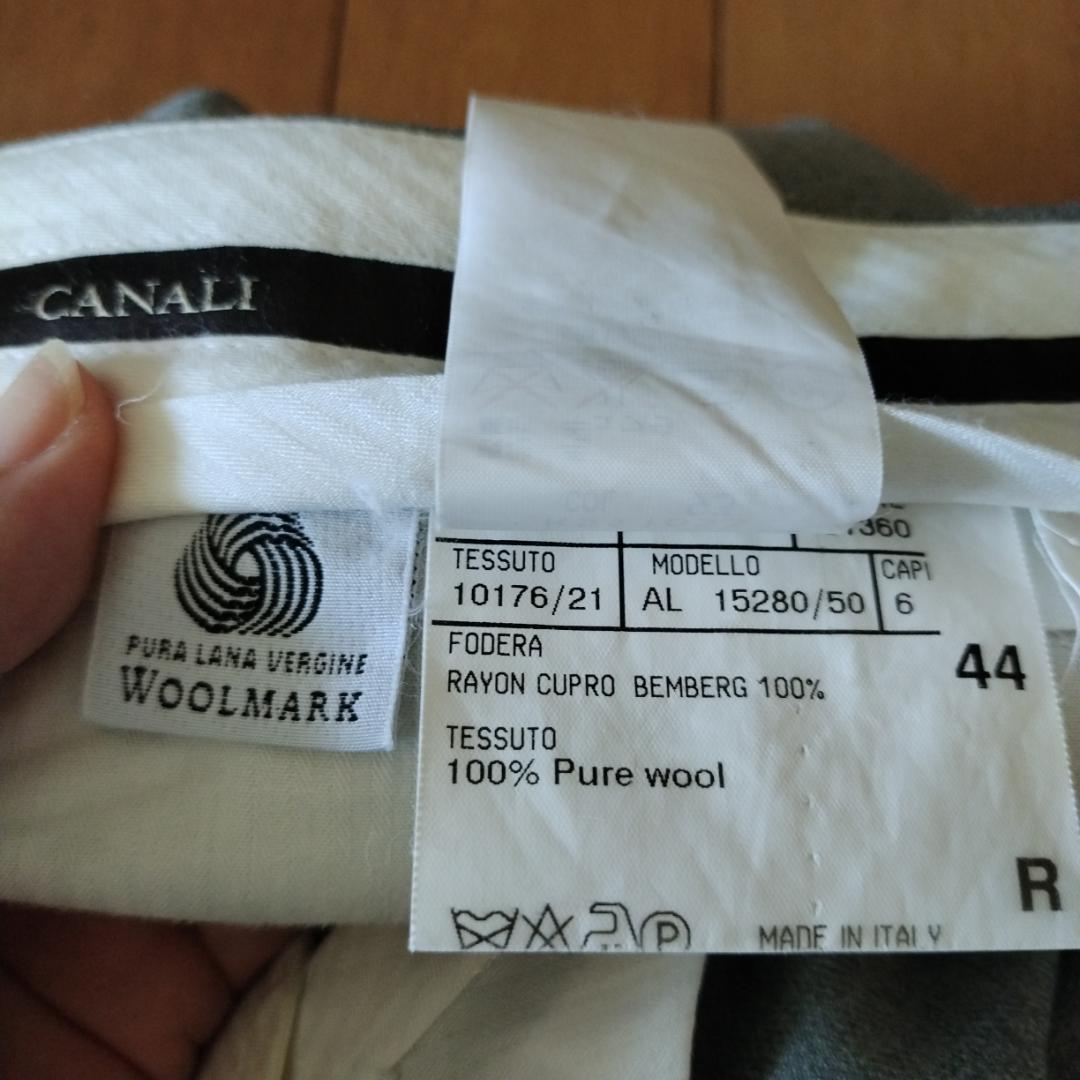 CANALI
PURA LANA VERGINE
WOOLMARK
TESSUTO
10176/21
MODELLO
AL 15280/50
CAPI
6
FODERA
RAYON CUPRO BEMBERG 100%
44
TESSUTO
100% Pure wool
R
P
MADE IN ITALY